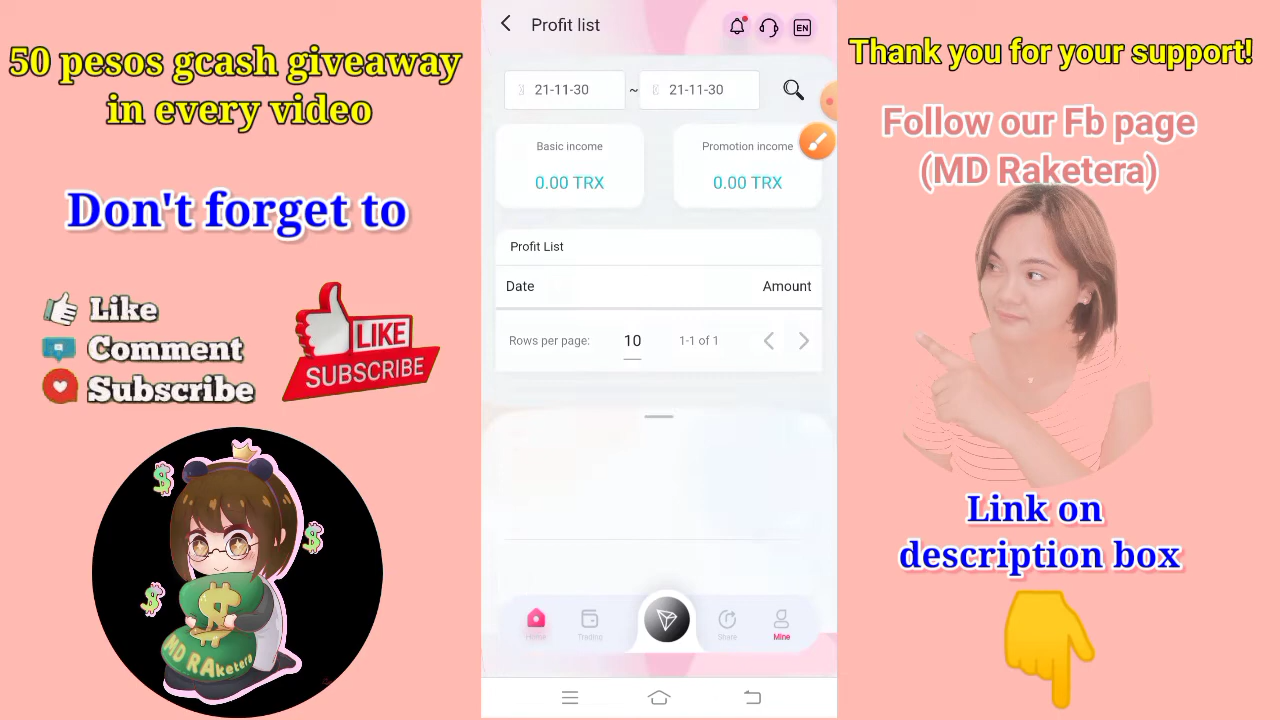 50 pesos gcash giveaway
in every video
Don't forget to
Like
Comment
Subscribe
LIKE
SUBSCRIBE
MD RAketera
Profit list
EN
21-11-30 ~ 21-11-30
Basic income
Promotion income
0.00 TRX
0.00 TRX
Profit List
Date
Amount
Rows per page:
10
1-1 of 1
Home
Trading
Share
Mine
Thank you for your support!
Follow our Fb page
(MD Raketera)
Link on
description box